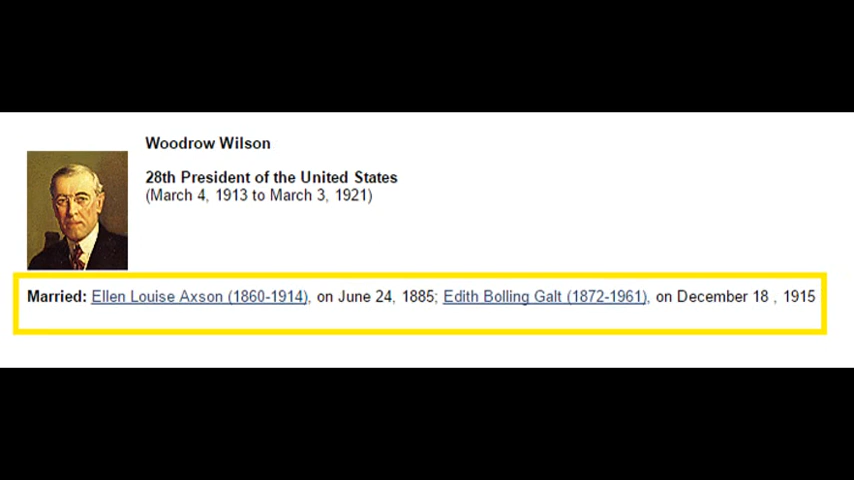 Woodrow Wilson
28th President of the United States
(March 4, 1913 to March 3, 1921)
Married: Ellen Louise Axson (1860-1914), on June 24, 1885; Edith Bolling Galt (1872-1961), on December 18 , 1915